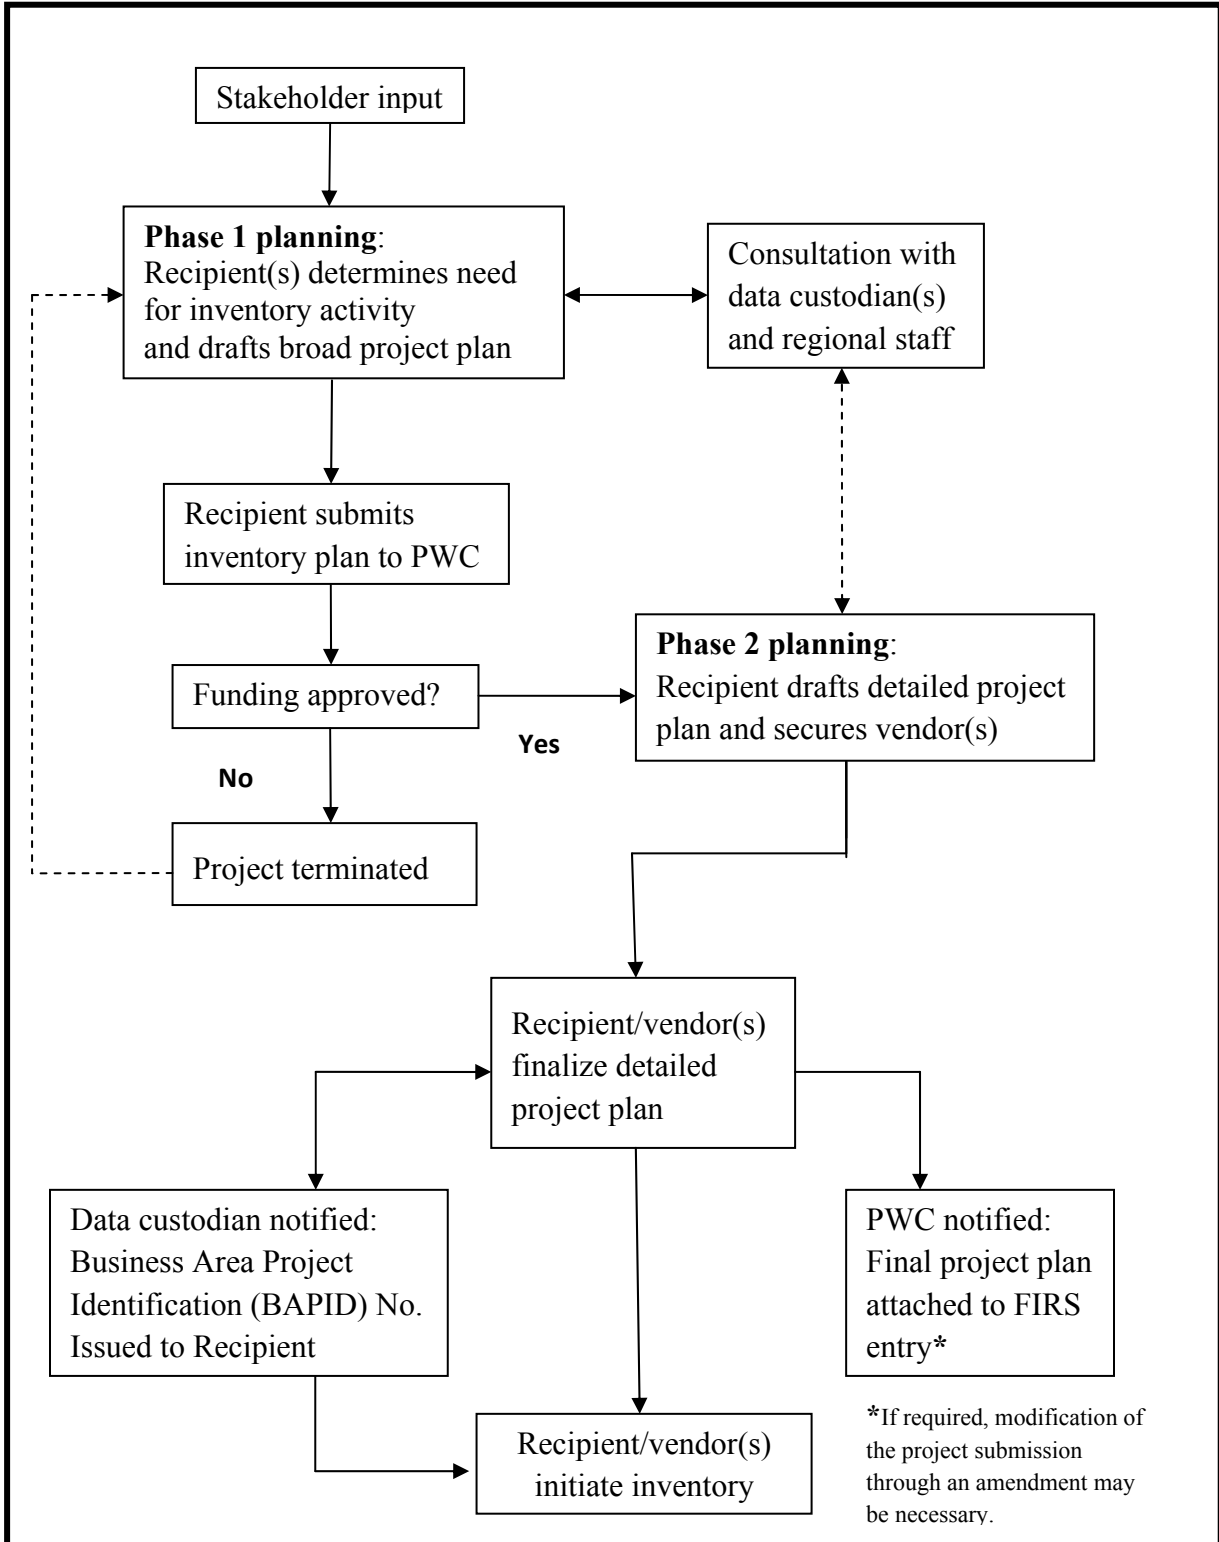 Stakeholder input
Phase 1 planning:
Recipient(s) determines need
for inventory activity
and drafts broad project plan
Consultation with
data custodian(s)
and regional staff
Recipient submits
inventory plan to PWC
Funding approved?
Yes
No
Phase 2 planning:
Recipient drafts detailed project
plan and secures vendor(s)
Project terminated
Recipient/vendor(s)
finalize detailed
project plan
Data custodian notified:
Business Area Project
Identification (BAPID) No.
Issued to Recipient
PWC notified:
Final project plan
attached to FIRS
entry*
Recipient/vendor(s)
initiate inventory
*If required, modification of
the project submission
through an amendment may
be necessary.